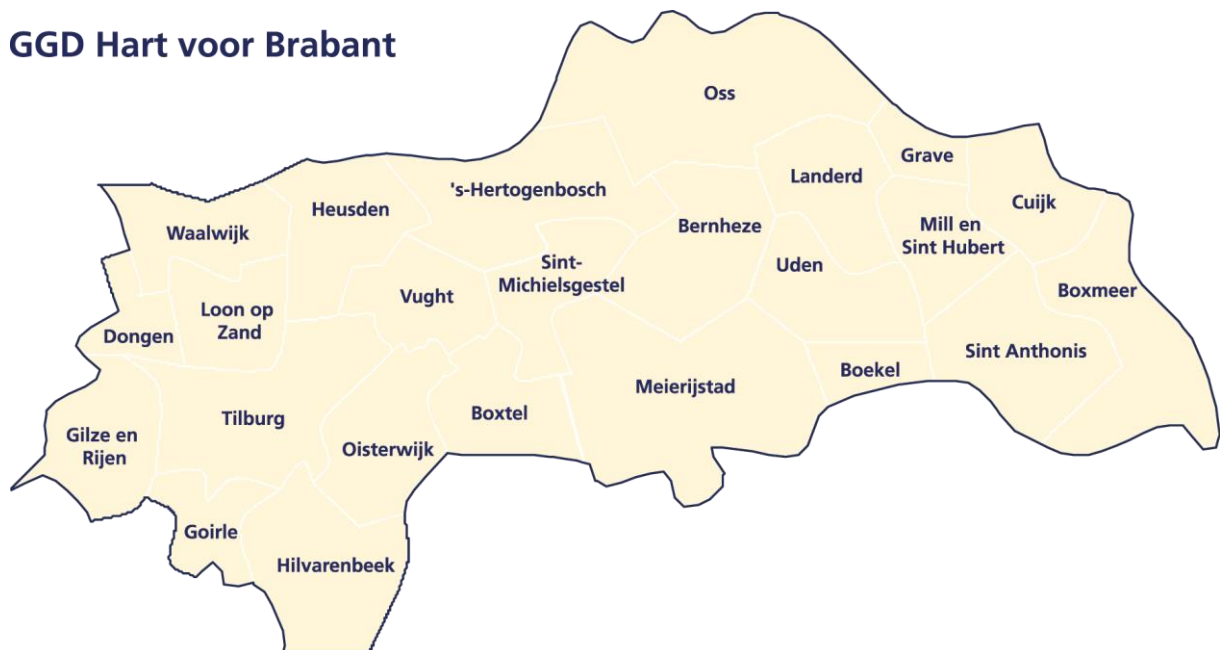 GGD Hart voor Brabant
Oss
Grave
Landerd
's-Hertogenbosch
Cuijk
Heusden
Waalwijk
Bernheze
Mill en
Sint Hubert
Sint-
Michielsgestel
Uden
Boxmeer
Vught
Loon op
Zand
Dongen
Sint Anthonis
Boekel
Meierijstad
Boxtel
Tilburg
Gilze en
Rijen
Oisterwijk
Goirle
Hilvarenbeek